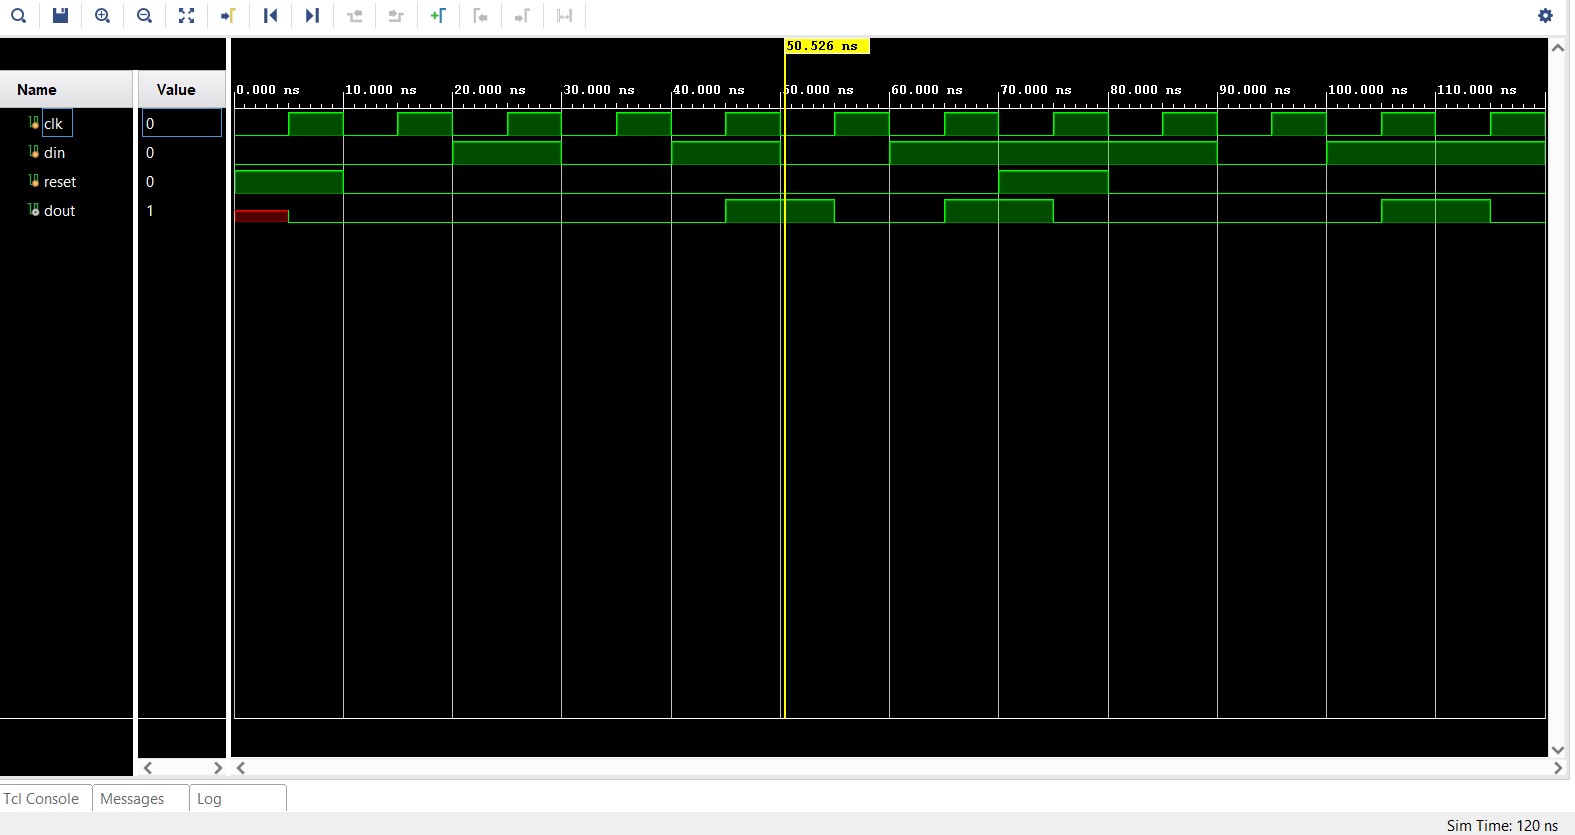 50.526 ns
Name
Value
0.000 ns 10.000 ns 20.000 ns 30.000 ns 40.000 ns 50.000 ns 60.000 ns 70.000 ns 80.000 ns 90.000 ns 100.000 ns 110.000 ns
clk 0
din 0
reset 0
dout 1
Tcl Console Messages Log
Sim Time: 120 ns